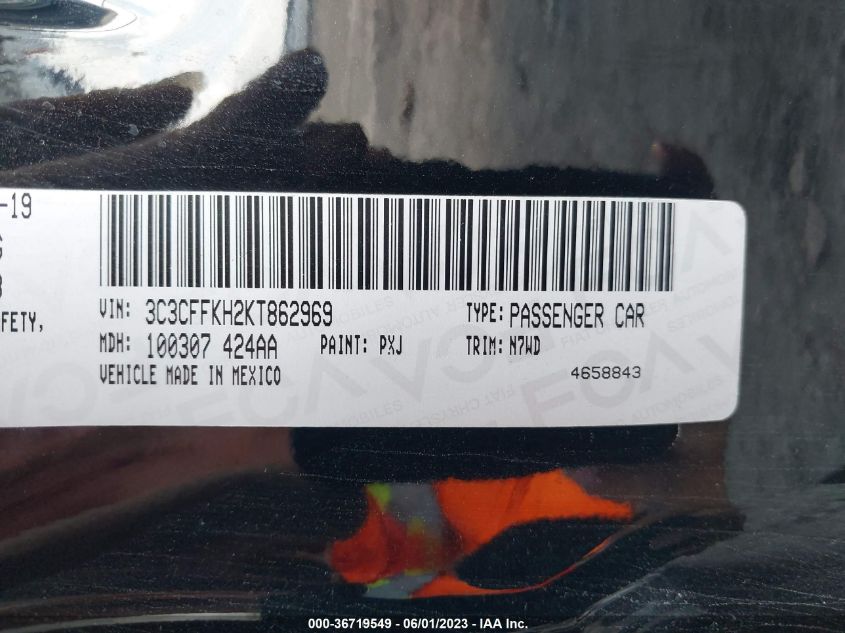 -19
VIN: 3C3CFFKH2KT862969 TYPE: PASSENGER CAR
FETY,
MDH: 100307 424AA PAINT: PXJ TRIM: N7WD
VEHICLE MADE IN MEXICO 4658843
000-36719549 - 06/01/2023 - IAA Inc.